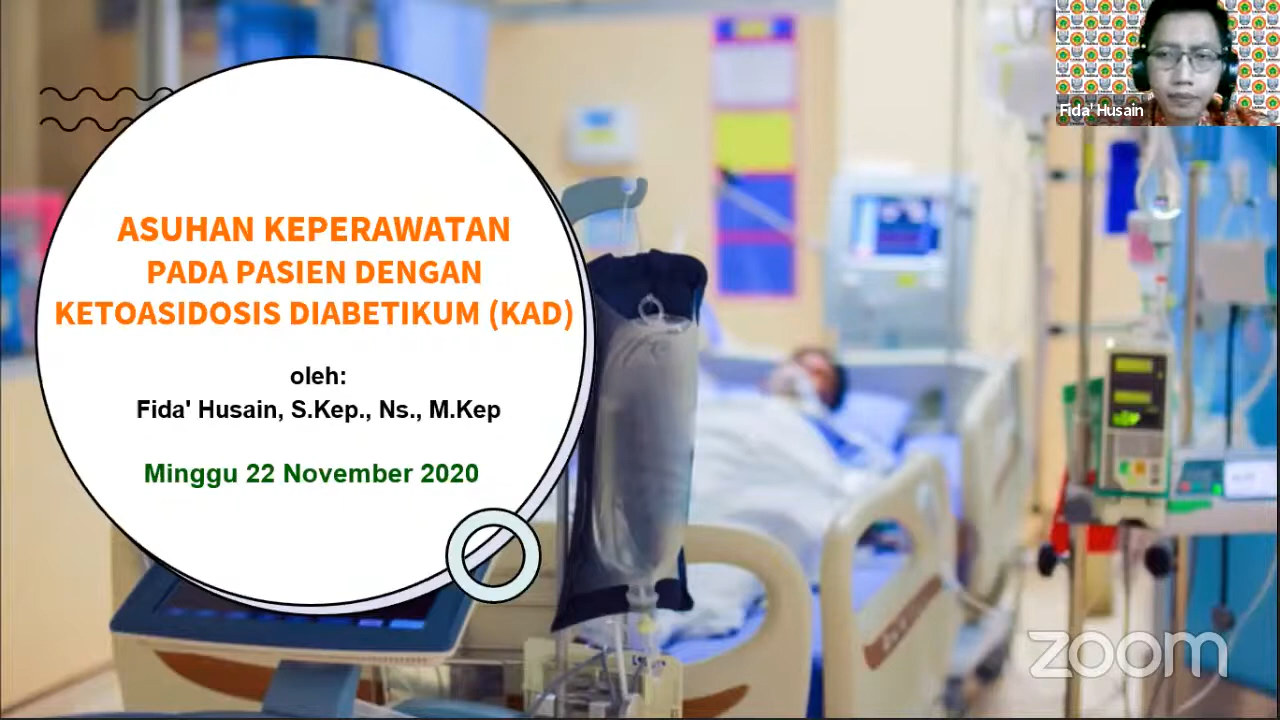 ASUHAN KEPERAWATAN
PADA PASIEN DENGAN
KETOASIDOSIS DIABETIKUM (KAD)
oleh:
Fida' Husain, S.Kep., Ns., M.Kep
Minggu 22 November 2020
Fida' Husain
zoom